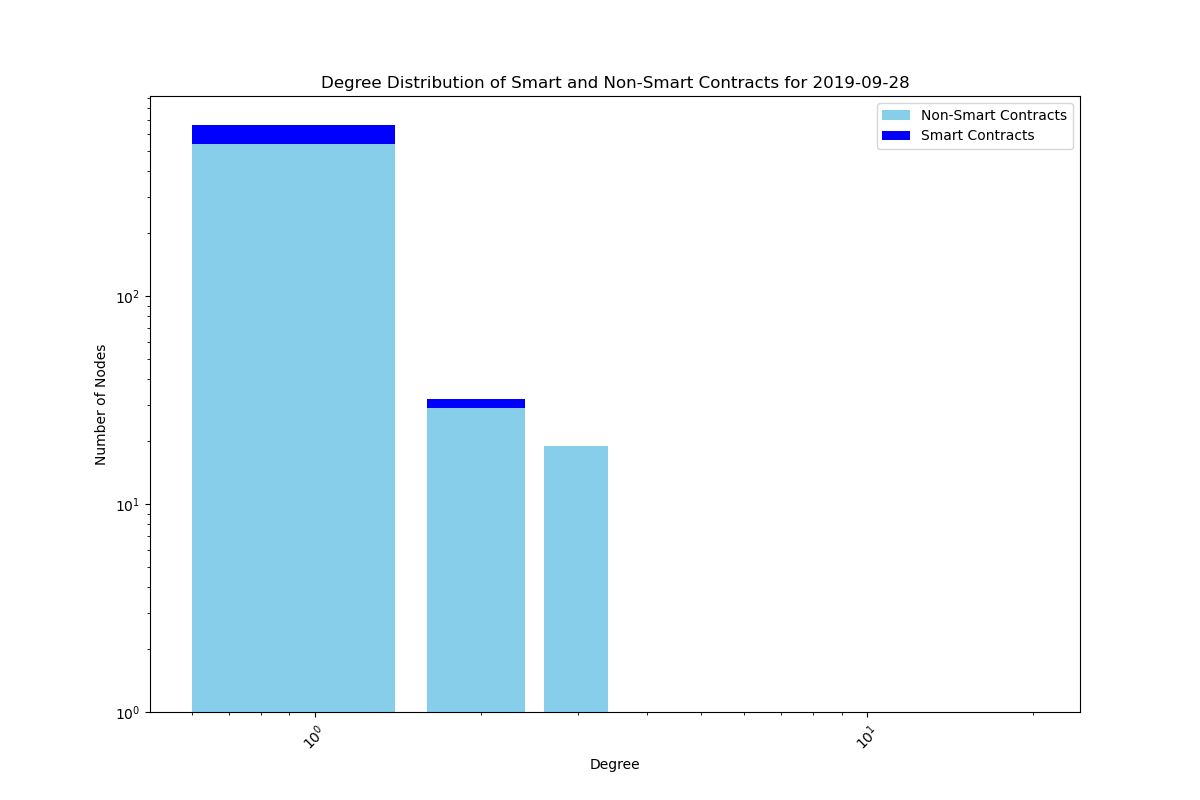 Degree Distribution of Smart and Non-Smart Contracts for 2019-09-28
Non-Smart Contracts
Smart Contracts
Number of Nodes
10²
10¹
10⁰
10⁰
10¹
Degree